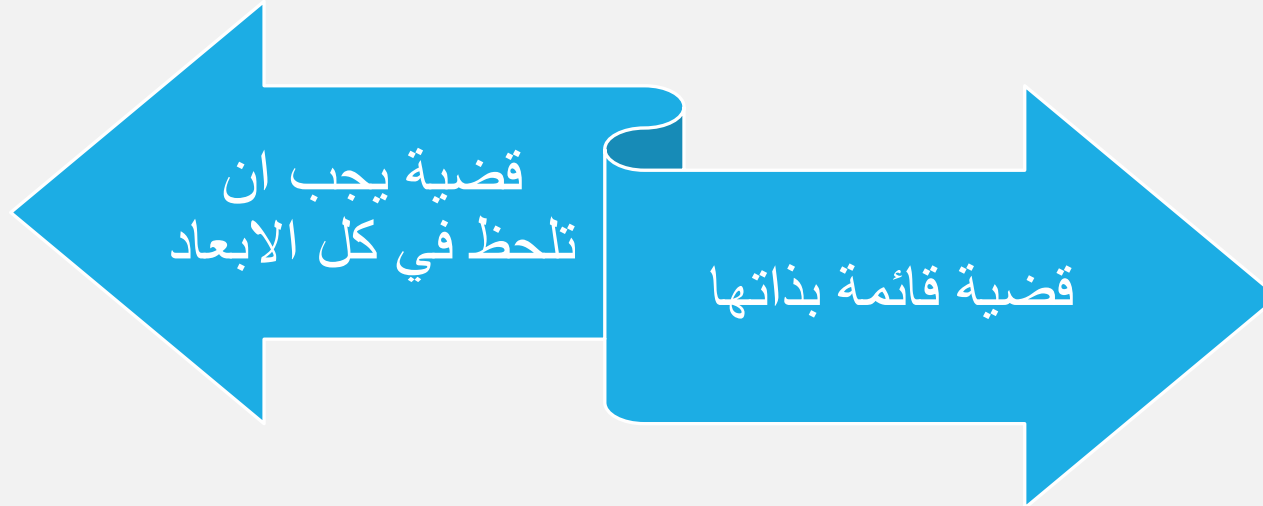 قضية يجب ان
تلحظ في كل الابعاد
قضية قائمة بذاتها